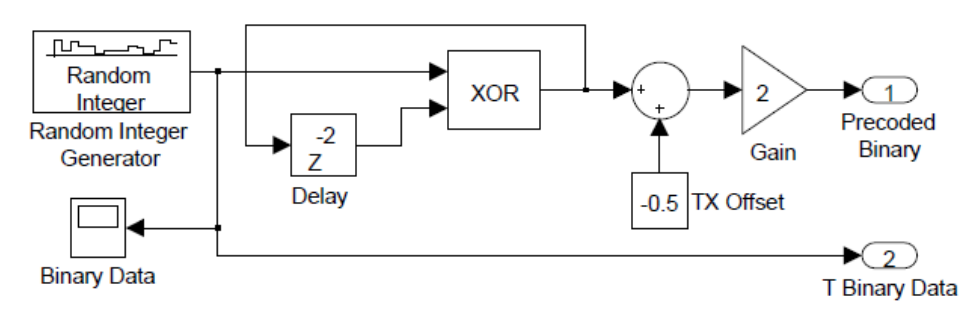 Random
Integer
Random Integer
Generator
XOR
-2
Z
Delay
+
+
2
Gain
1
Precoded
Binary
-0.5
TX Offset
Binary Data
2
T Binary Data